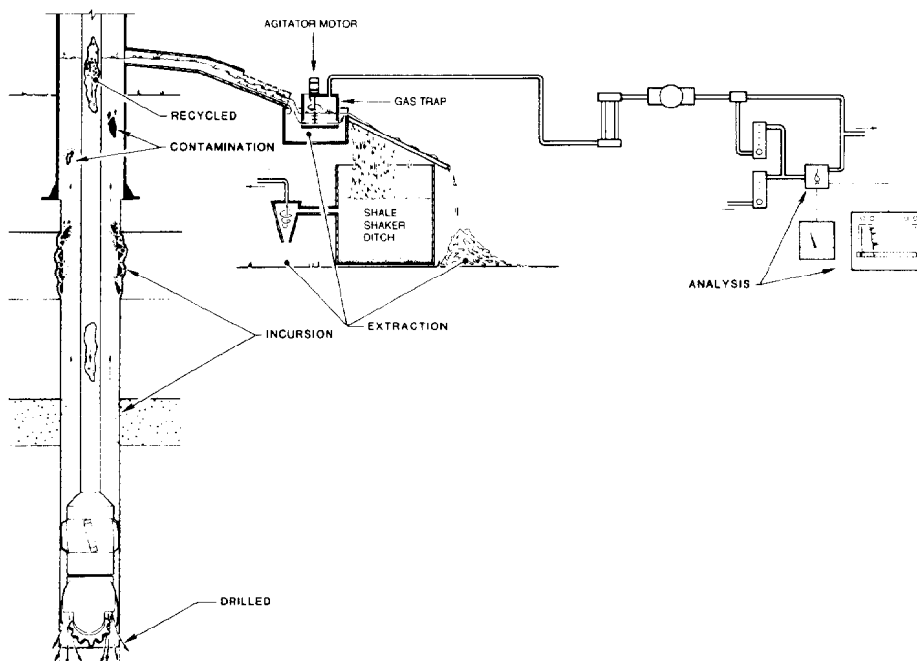 AGITATOR MOTOR
GAS TRAP
RECYCLED
CONTAMINATION
SHALE
SHAKER
DITCH
ANALYSIS
INCURSION
EXTRACTION
DRILLED